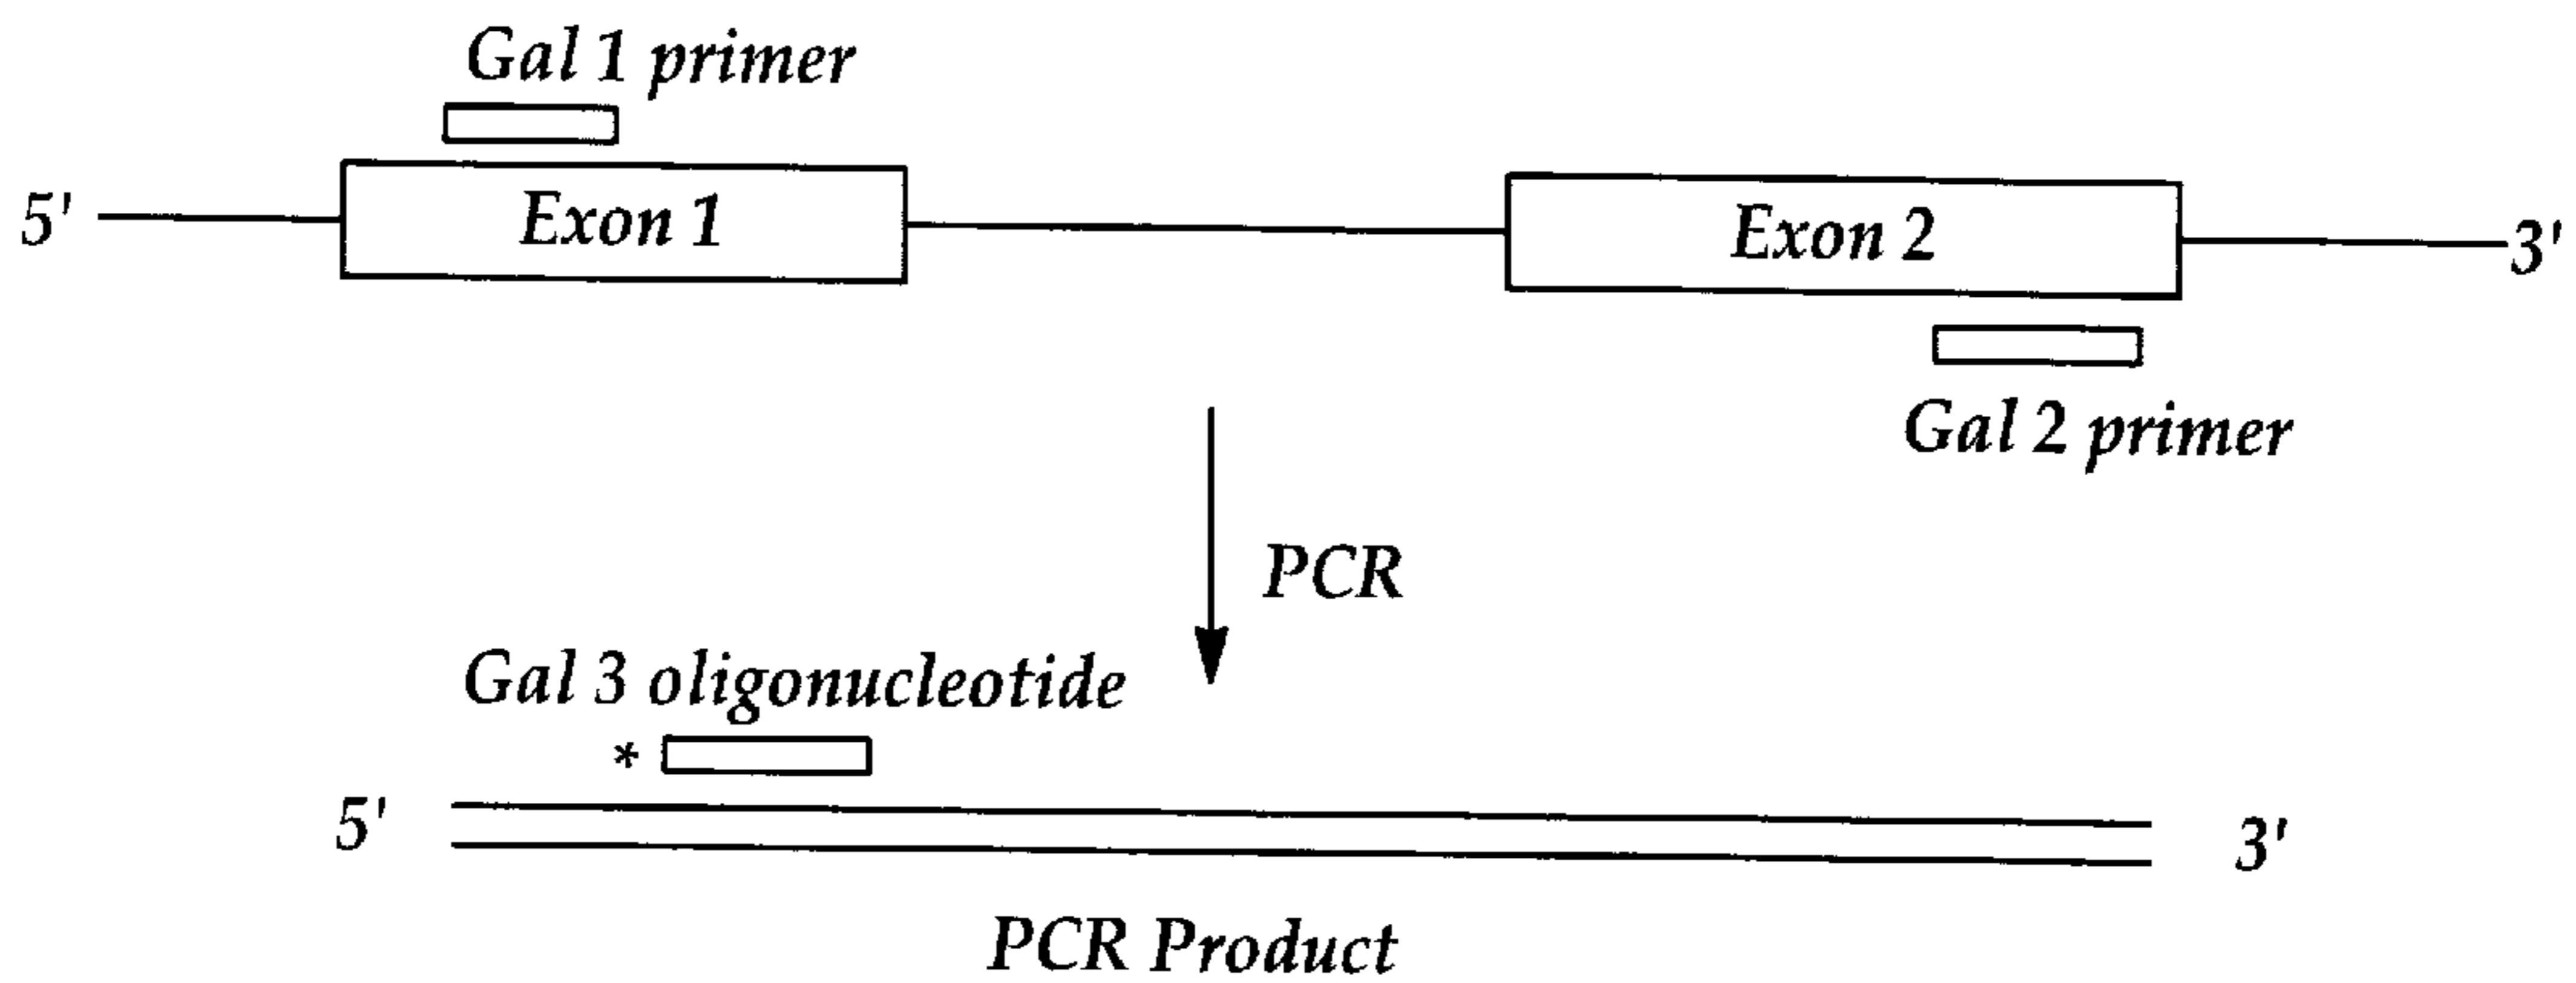 Gal 1 primer
5' Exon 1 Exon 2 3'
Gal 2 primer
PCR
Gal 3 oligonucleotide
*
5' 3'
PCR Product